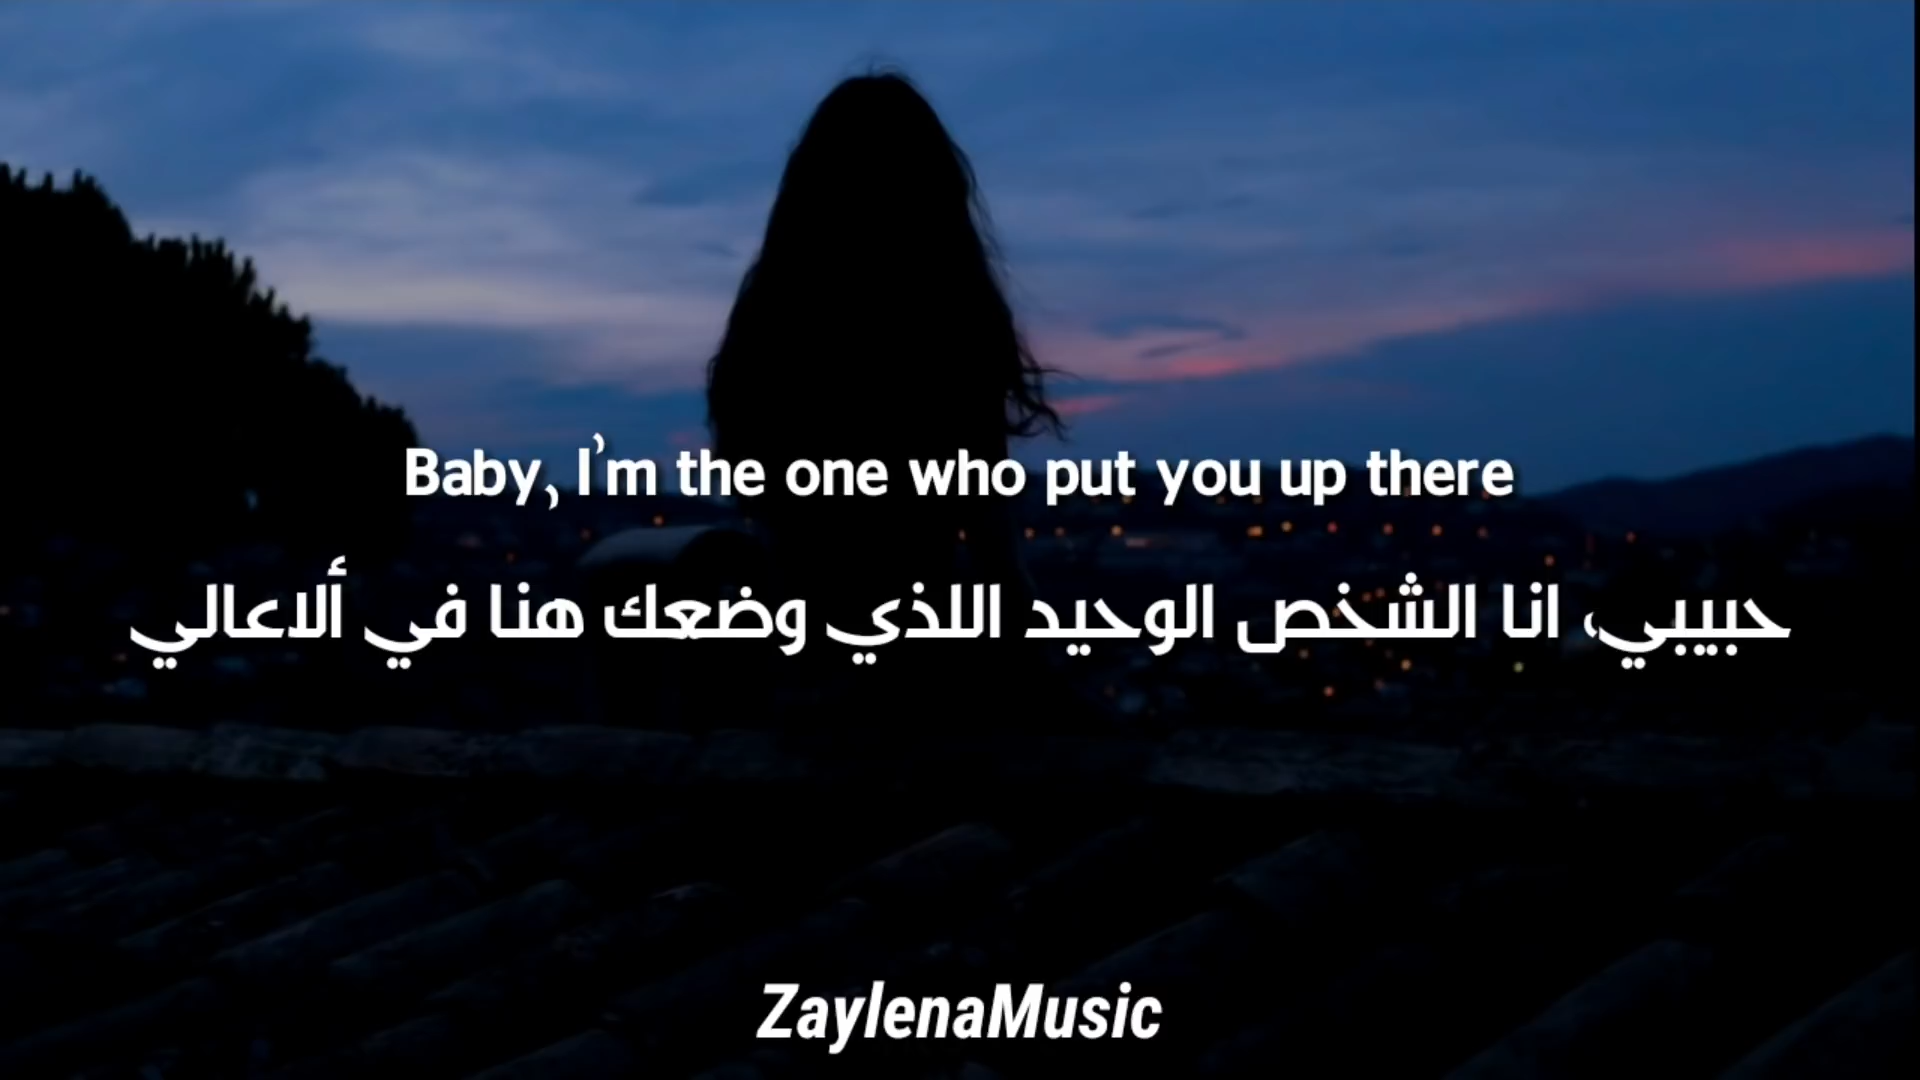 Baby, I'm the one who put you up there
حبيبي، انا الشخص الوحيد اللذي وضعك هنا في ألاعالي
ZaylenaMusic